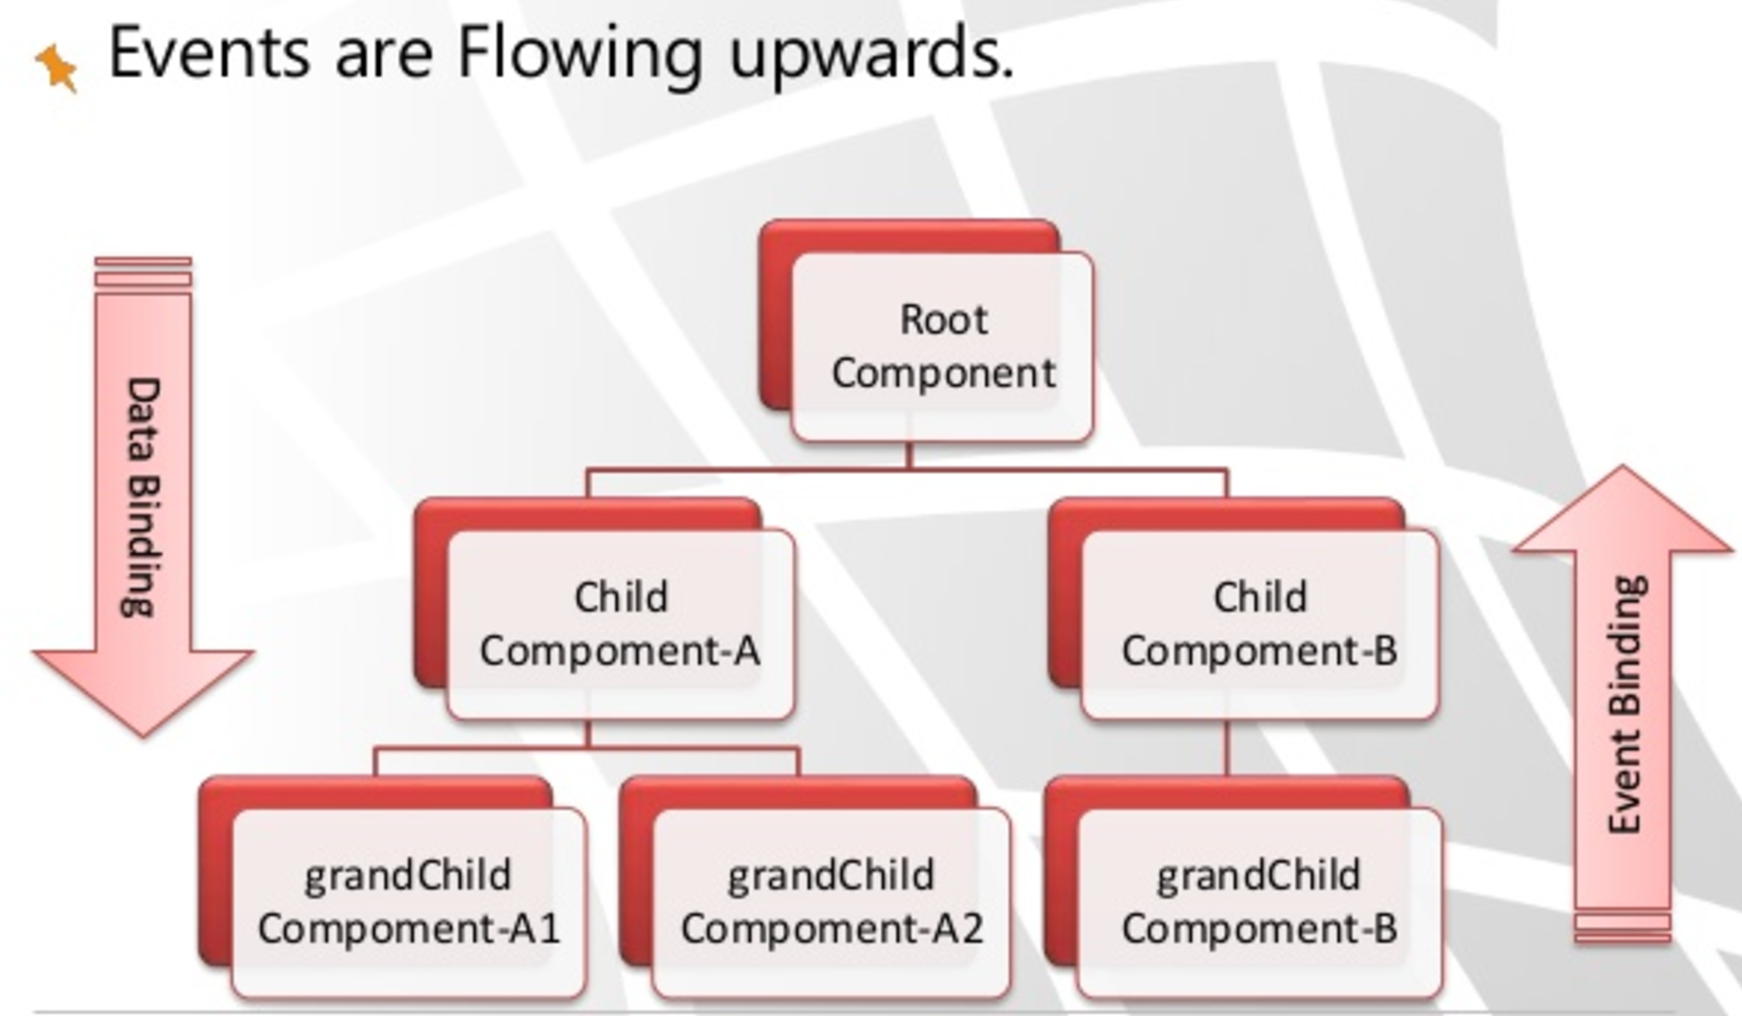 Events are Flowing upwards.
Root
Component
Data Binding
Child
Compoment-A
Child
Compoment-B
Event Binding
grandChild
Compoment-A1
grandChild
Compoment-A2
grandChild
Compoment-B